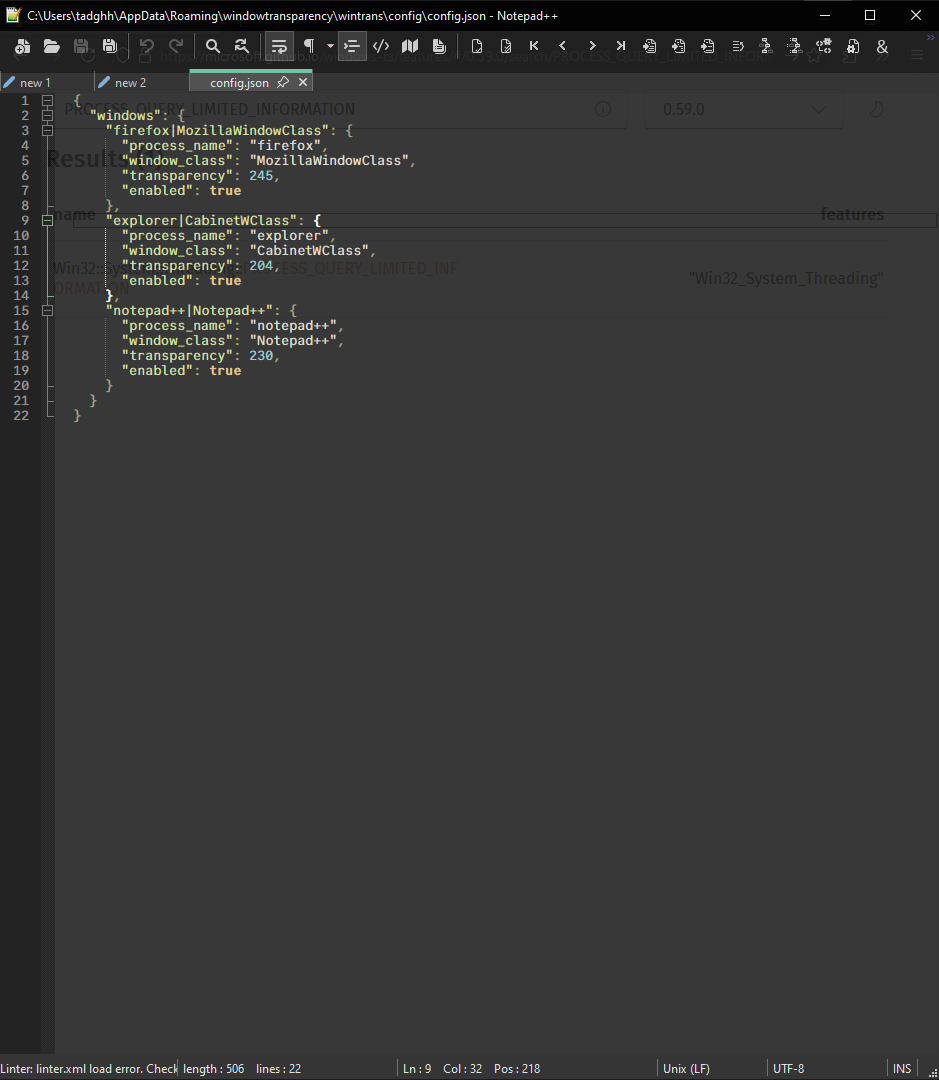 C:\Users\tadghh\AppData\Roaming\windowtransparency\wintrans\config\config.json - Notepad++
new 1
new 2
config.json
PROCESS_QUERY_LIMITED_INFORMATION
0.59.0
Results
name
features
Win32::System
PROCESS_QUERY_LIMITED_INF
ORMATION
"Win32_System_Threading"
1 {
2 "windows": {
3 "firefox|MozillaWindowClass": {
4 "process_name": "firefox",
5 "window_class": "MozillaWindowClass",
6 "transparency": 245,
7 "enabled": true
8 },
9 "explorer|CabinetWClass": {
10 "process_name": "explorer",
11 "window_class": "CabinetWClass",
12 "transparency": 204,
13 "enabled": true
14 },
15 "notepad++|Notepad++": {
16 "process_name": "notepad++",
17 "window_class": "Notepad++",
18 "transparency": 230,
19 "enabled": true
20 }
21 }
22 }
Linter: linter.xml load error. Check length : 506 lines : 22 Ln : 9 Col : 32 Pos : 218 Unix (LF) UTF-8 INS